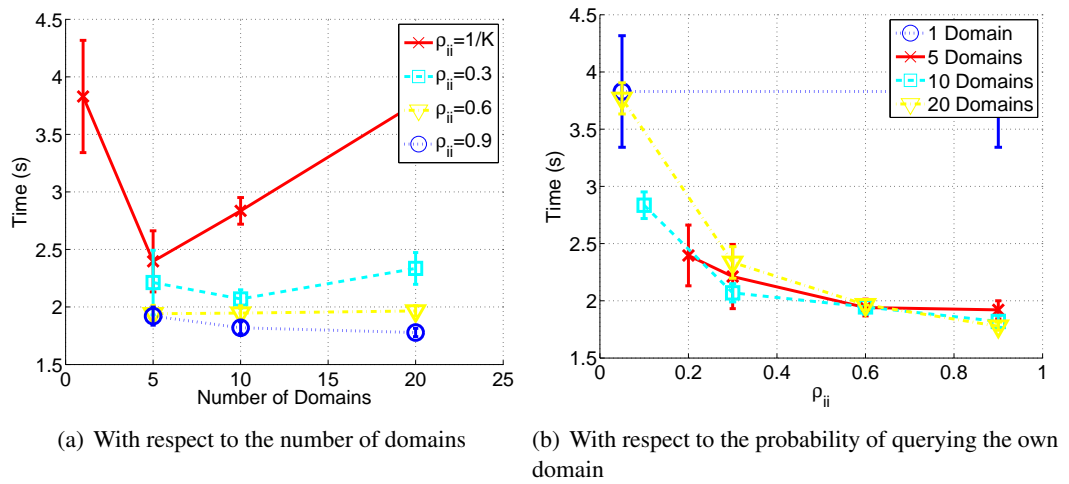 4.5
4
3.5
3
2.5
2
1.5
Time (s)
0
5
10
15
20
25
Number of Domains
ρii=1/K
ρii=0.3
ρii=0.6
ρii=0.9
(a) With respect to the number of domains
4.5
4
3.5
3
2.5
2
1.5
Time (s)
0
0.2
0.4
0.6
0.8
1
ρii
1 Domain
5 Domains
10 Domains
20 Domains
(b) With respect to the probability of querying the own
domain